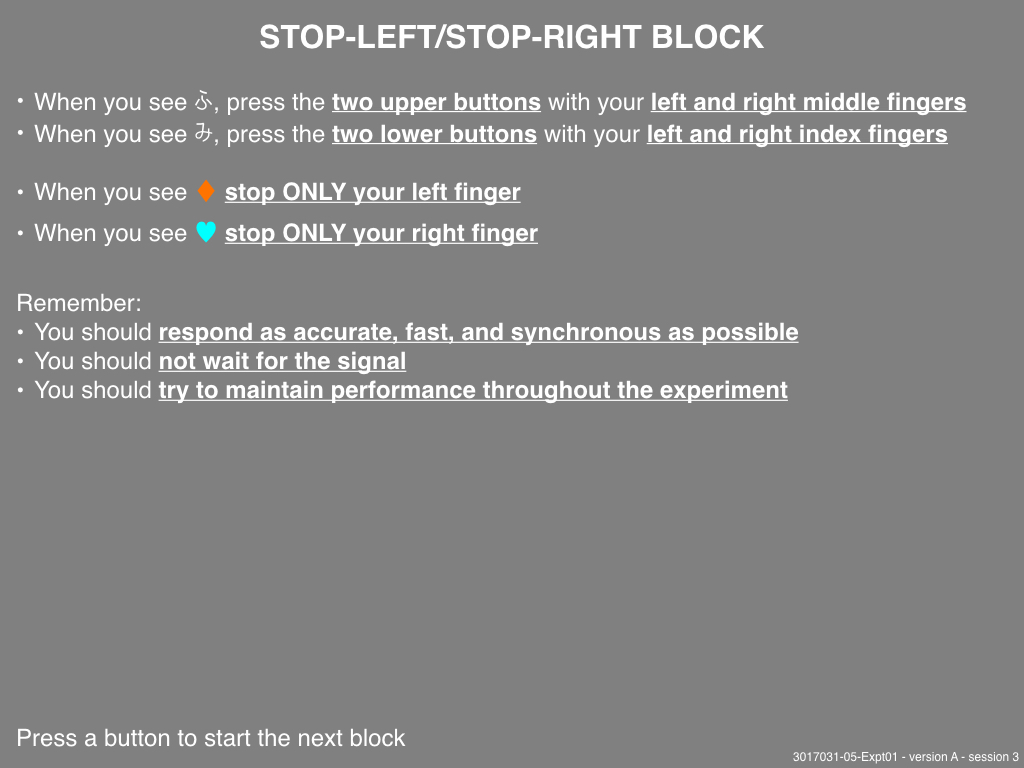 STOP-LEFT/STOP-RIGHT BLOCK
• When you see ふ, press the two upper buttons with your left and right middle fingers
• When you see み, press the two lower buttons with your left and right index fingers
• When you see ♦ stop ONLY your left finger
• When you see ♥ stop ONLY your right finger
Remember:
• You should respond as accurate, fast, and synchronous as possible
• You should not wait for the signal
• You should try to maintain performance throughout the experiment
Press a button to start the next block
3017031-05-Expt01 - version A - session 3